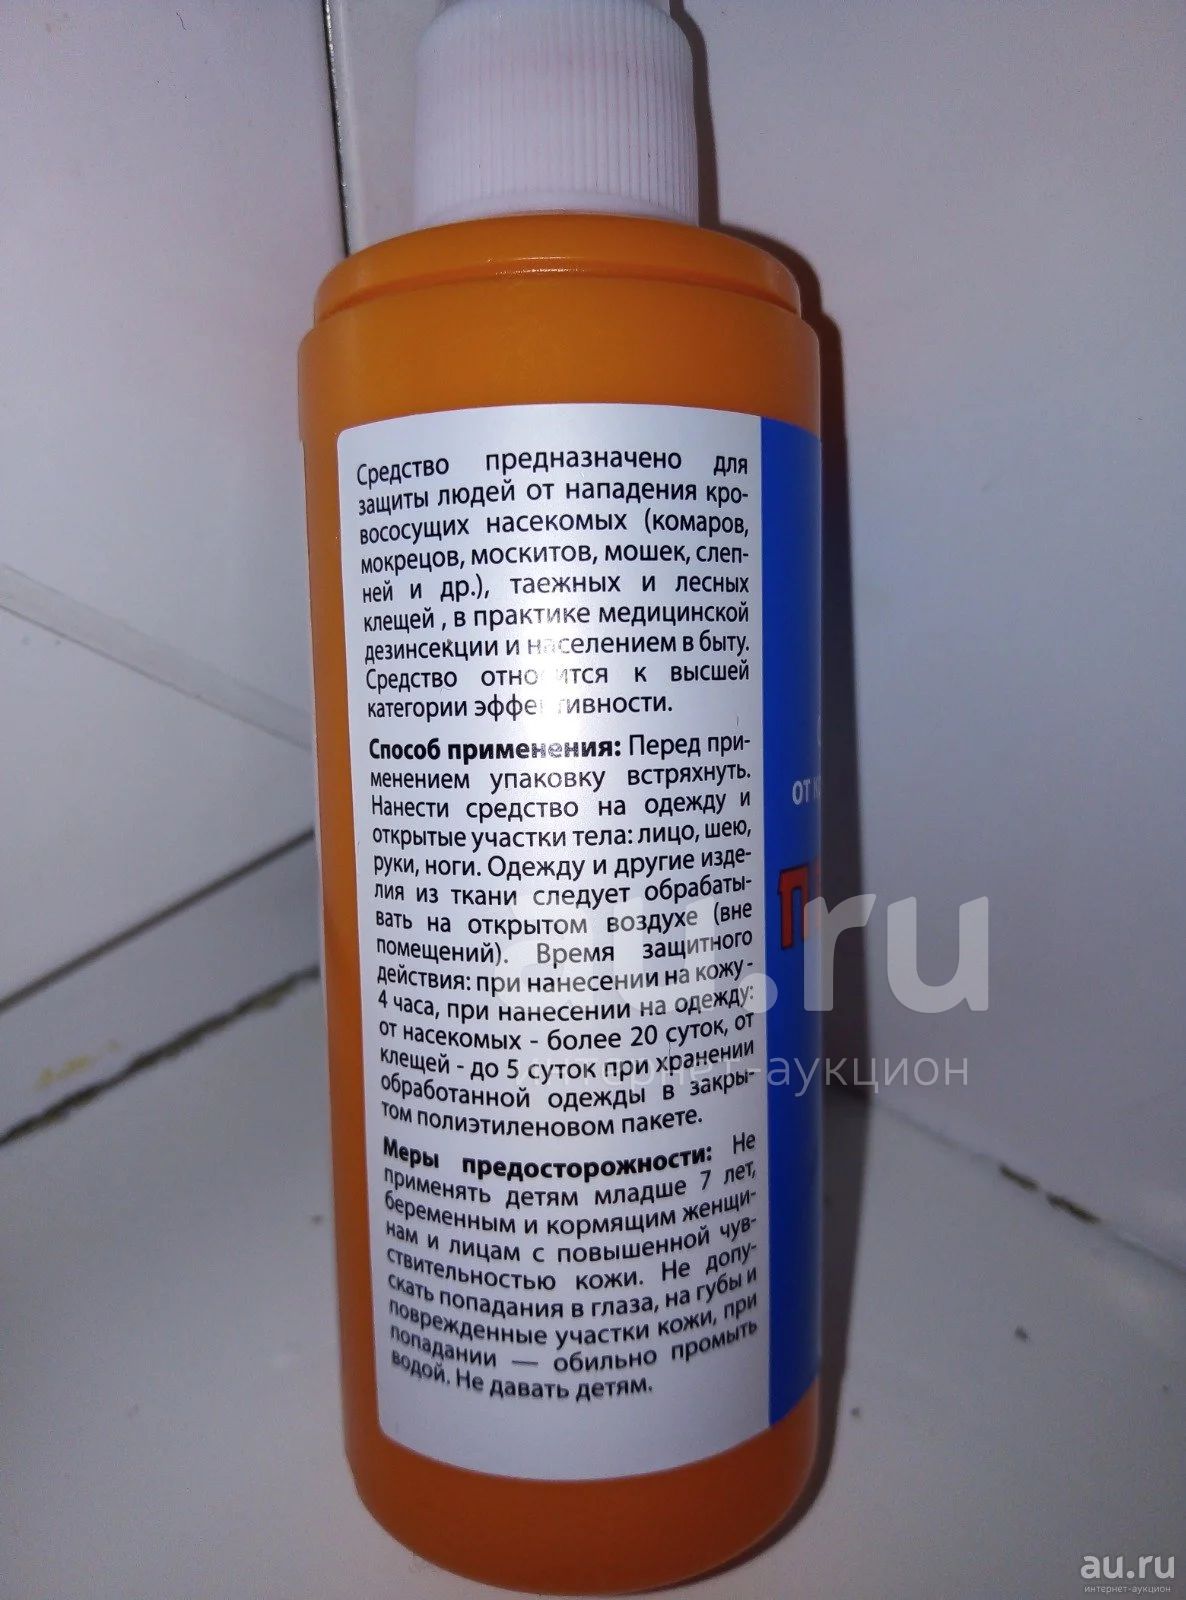 Средство предназначено для
защиты людей от нападения кро-
вососущих насекомых (комаров,
мокрецов, москитов, мошек, слеп-
ней и др.), таежных и лесных
клещей , в практике медицинской
дезинсекции и населением в быту.
Средство относится к высшей
категории эффективности.
Способ применения: Перед при-
менением упаковку встряхнуть.
Нанести средство на одежду и
открытые участки тела: лицо, шею,
руки, ноги. Одежду и другие изде-
лия из ткани следует обрабаты-
вать на открытом воздухе (вне
помещений). Время защитного
действия: при нанесении на кожу -
4 часа, при нанесении на одежду:
от насекомых - более 20 суток, от
клещей - до 5 суток при хранении
обработанной одежды в закры-
том полиэтиленовом пакете.
Меры предосторожности: Не
применять детям младше 7 лет,
беременным и кормящим женщи-
нам и лицам с повышенной чув-
ствительностью кожи. Не допу-
скать попадания в глаза, на губы и
поврежденные участки кожи, при
попадании — обильно промыть
водой. Не давать детям.
от
au.ru
интернет-аукцион
au.ru
интернет-аукцион